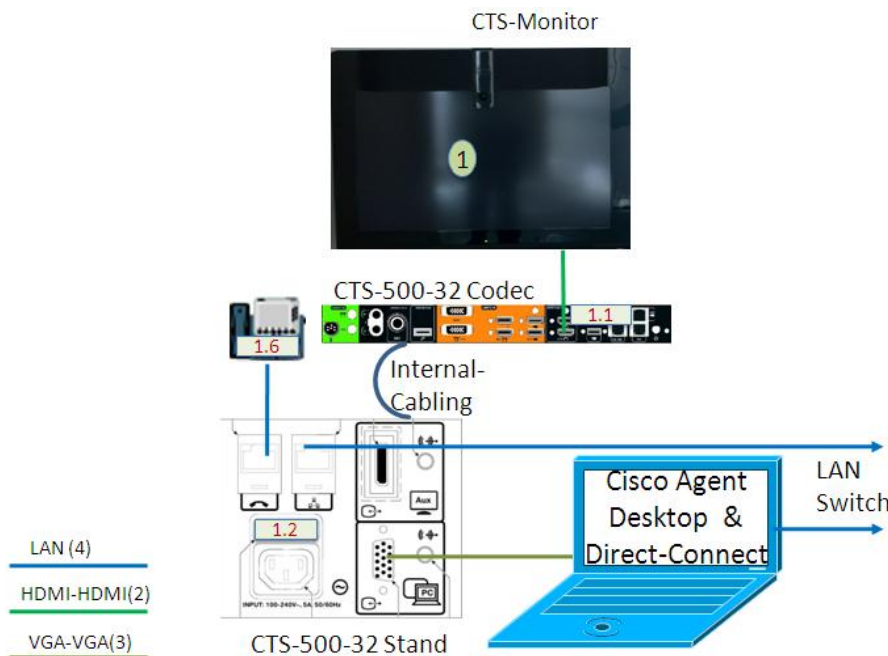 CTS-Monitor
1
CTS-500-32 Codec
1.1
1.6
Internal-
Cabling
Aux
LAN
Switch
Cisco Agent
Desktop &
Direct-Connect
1.2
PC
INPUT: 100-240V~, 5A, 50/60Hz
LAN (4)
HDMI-HDMI(2)
VGA-VGA(3)
CTS-500-32 Stand